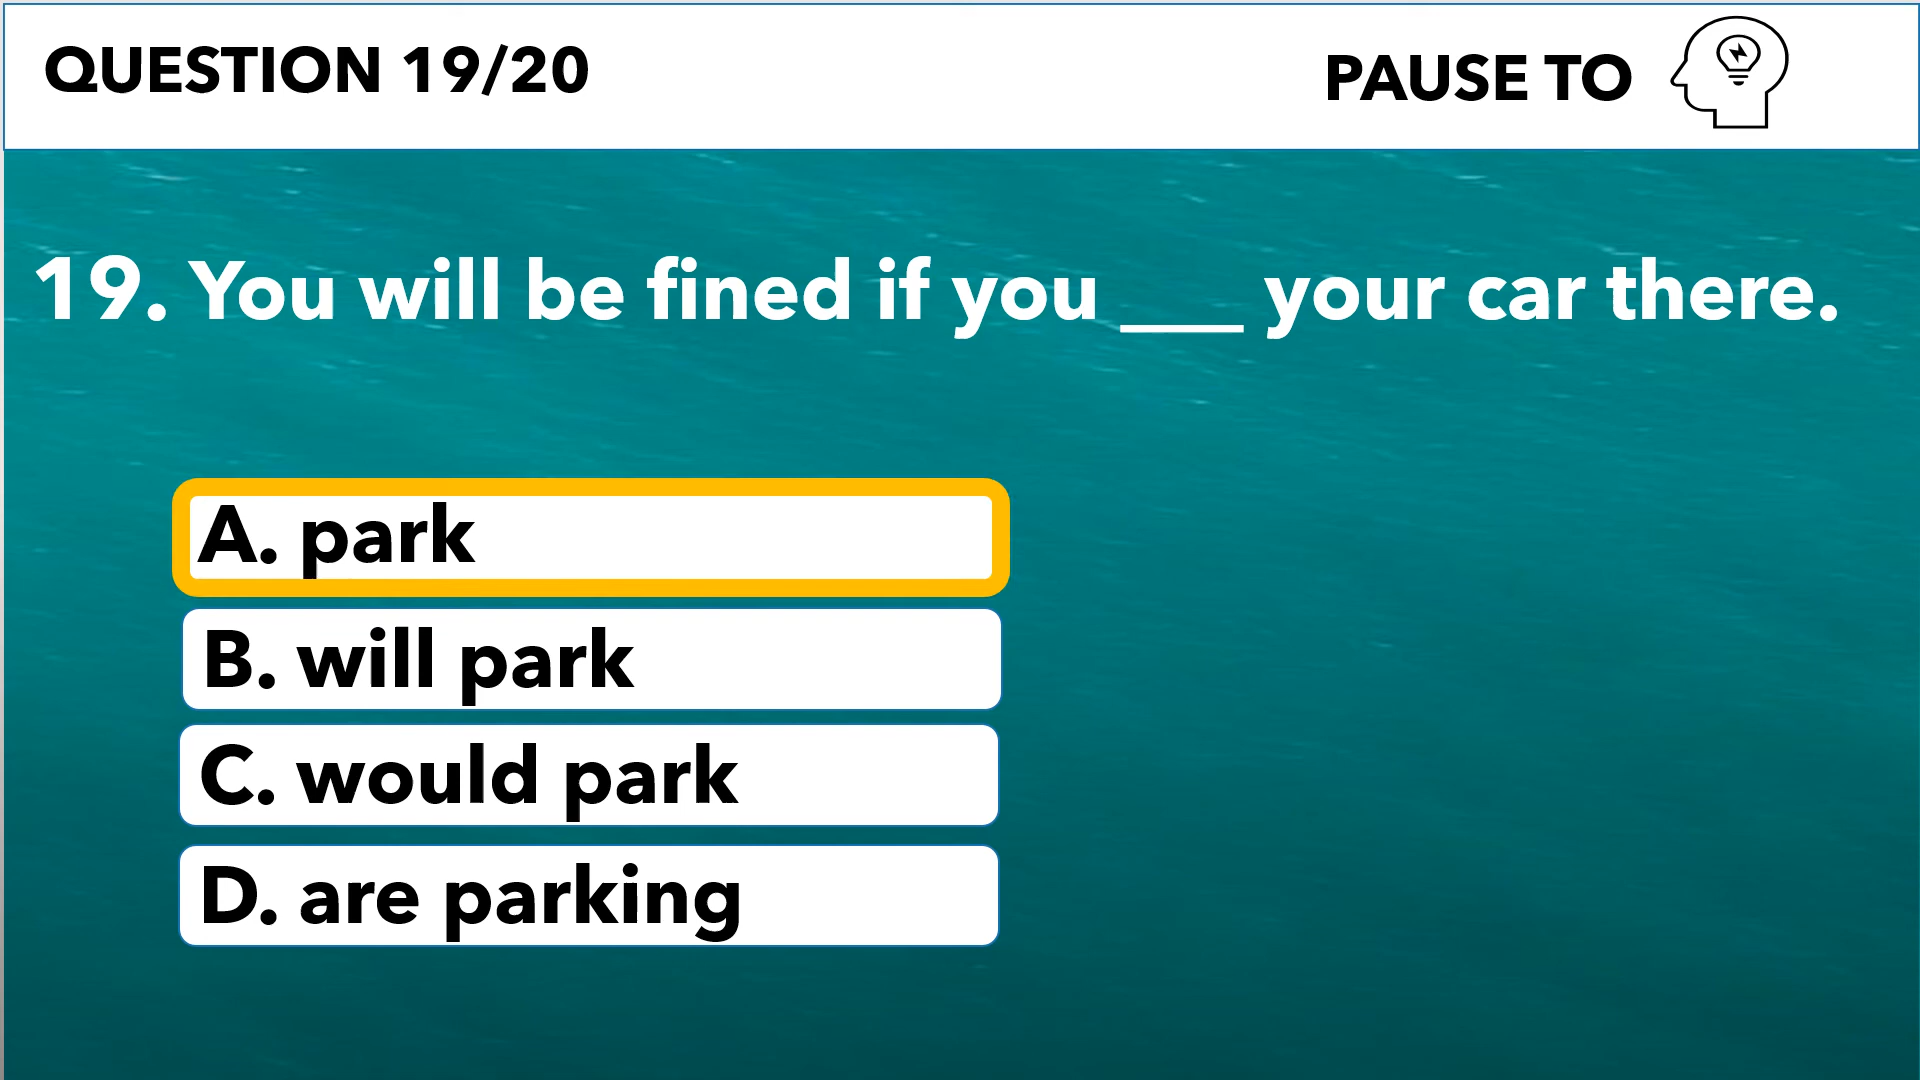 QUESTION 19/20
PAUSE TO
19. You will be fined if you ___ your car there.
A. park
B. will park
C. would park
D. are parking